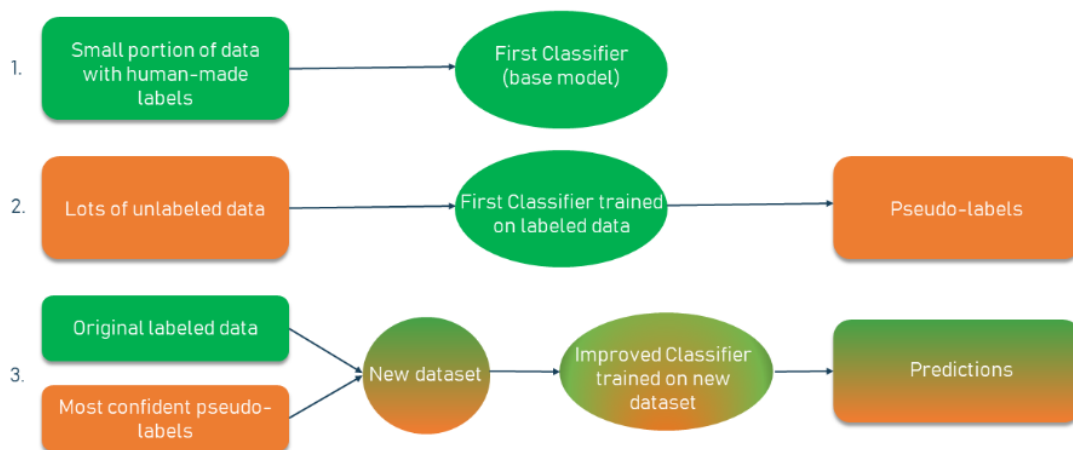 1.
Small portion of data
with human-made
labels
First Classifier
(base model)
2.
Lots of unlabeled data
First Classifier trained
on labeled data
Pseudo-labels
3.
Original labeled data
Most confident pseudo-
labels
New dataset
Improved Classifier
trained on new
dataset
Predictions